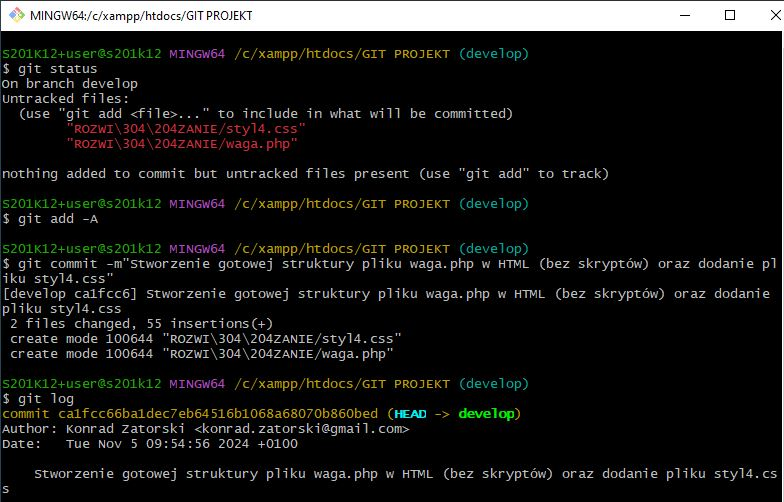 MINGW64:/c/xampp/htdocs/GIT PROJEKT
S201K12+user@s201k12 MINGW64 /c/xampp/htdocs/GIT PROJEKT (develop)
$ git status
On branch develop
Untracked files:
  (use "git add <file>..." to include in what will be committed)
        "ROZWI\304\204ZANIE/styl4.css"
        "ROZWI\304\204ZANIE/waga.php"
nothing added to commit but untracked files present (use "git add" to track)
S201K12+user@s201k12 MINGW64 /c/xampp/htdocs/GIT PROJEKT (develop)
$ git add -A
S201K12+user@s201k12 MINGW64 /c/xampp/htdocs/GIT PROJEKT (develop)
$ git commit -m"Stworzenie gotowej struktury pliku waga.php w HTML (bez skryptów) oraz dodanie pl
iku styl4.css"
[develop ca1fcc6] Stworzenie gotowej struktury pliku waga.php w HTML (bez skryptów) oraz dodanie
pliku styl4.css
 2 files changed, 55 insertions(+)
 create mode 100644 "ROZWI\304\204ZANIE/styl4.css"
 create mode 100644 "ROZWI\304\204ZANIE/waga.php"
S201K12+user@s201k12 MINGW64 /c/xampp/htdocs/GIT PROJEKT (develop)
$ git log
commit ca1fcc66ba1dec7eb64516b1068a68070b860bed (HEAD -> develop)
Author: Konrad Zatorski <konrad.zatorski@gmail.com>
Date:   Tue Nov 5 09:54:56 2024 +0100
    Stworzenie gotowej struktury pliku waga.php w HTML (bez skryptów) oraz dodanie pliku styl4.cs
s